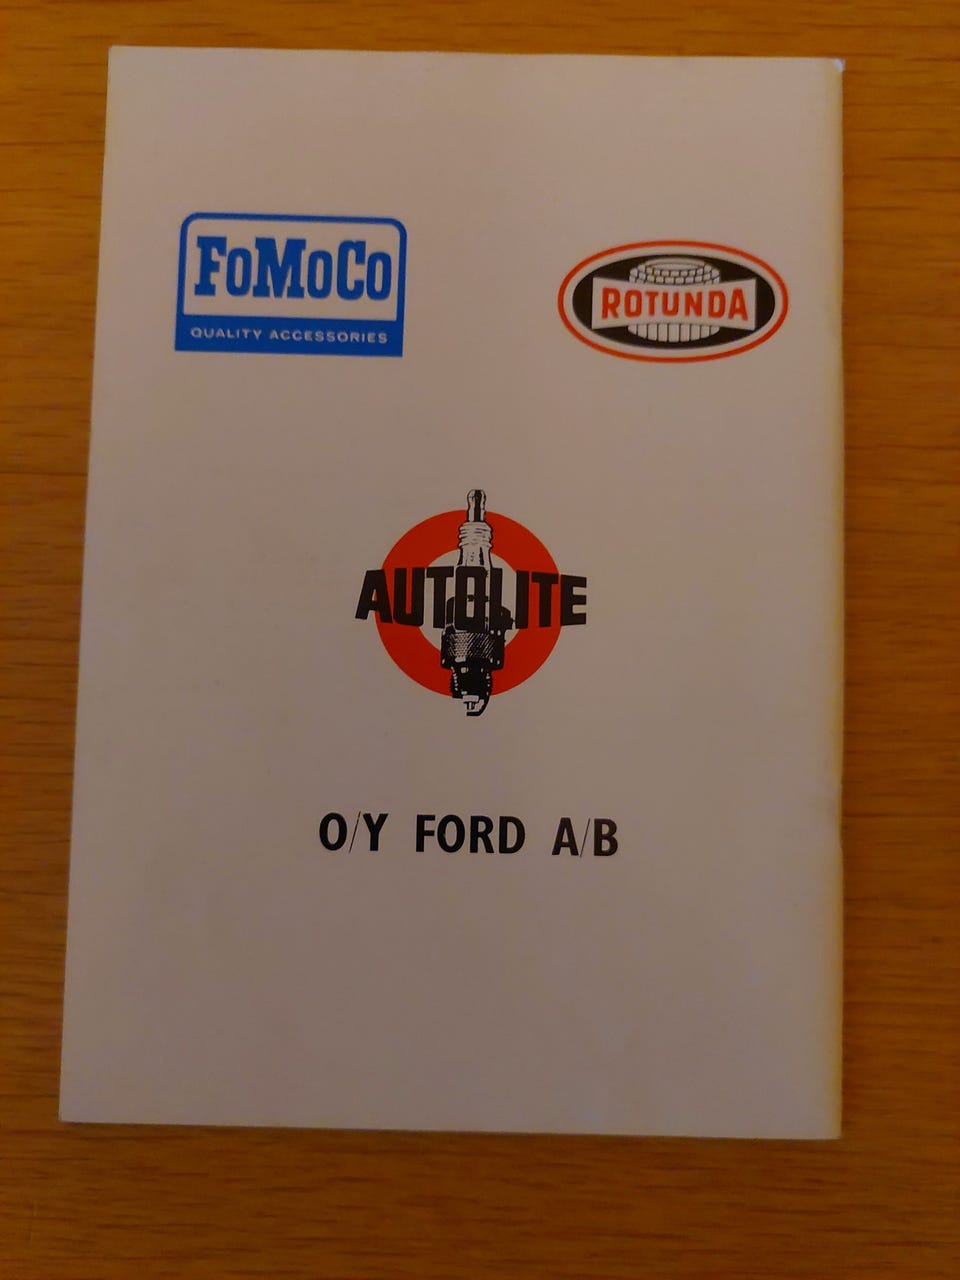 FoMoCo
QUALITY ACCESSORIES
ROTUNDA
AUTOLITE
O/Y FORD A/B